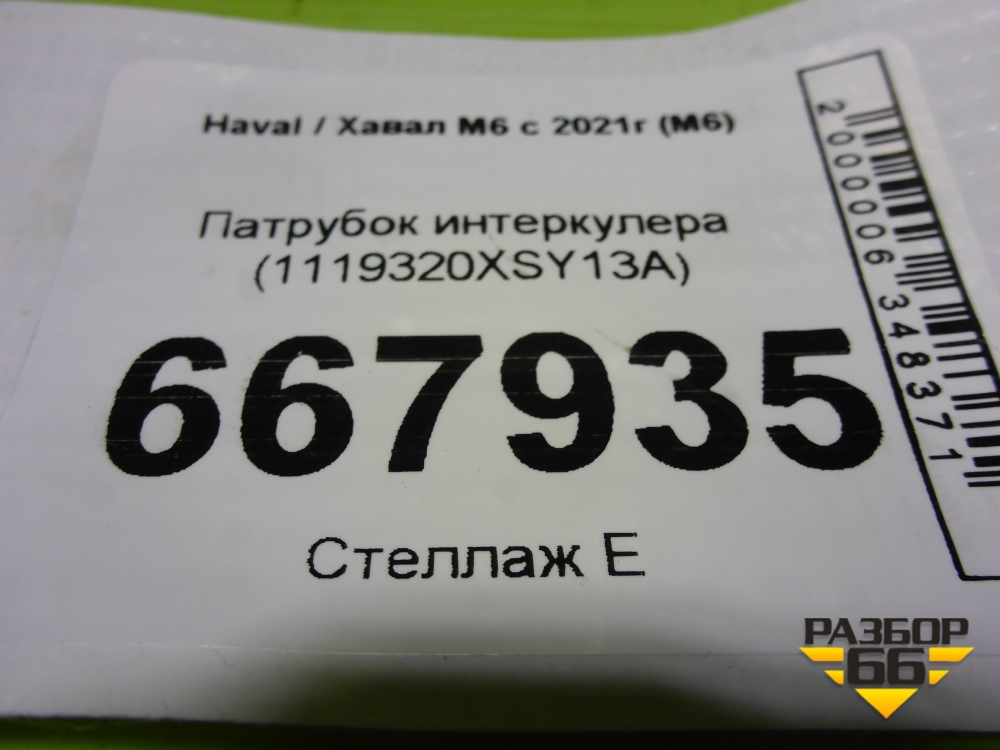 Haval / Хавал М6 с 2021г (М6)
Патрубок интеркулера
(1119320XSY13A)
667935
Стеллаж Е
2000006348371
РАЗБОР
66